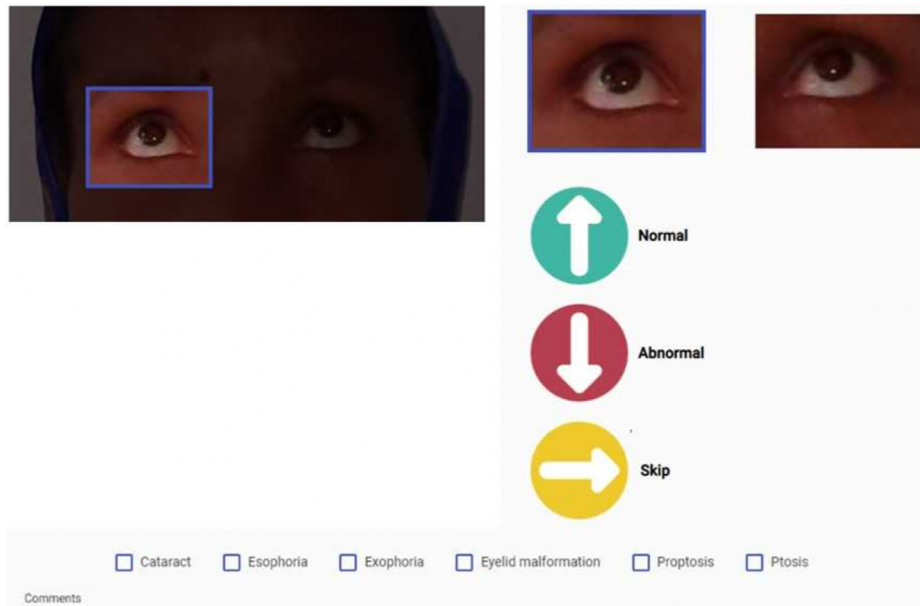 Normal
Abnormal
Skip
Cataract Esophoria Exophoria Eyelid malformation Proptosis Ptosis
Comments